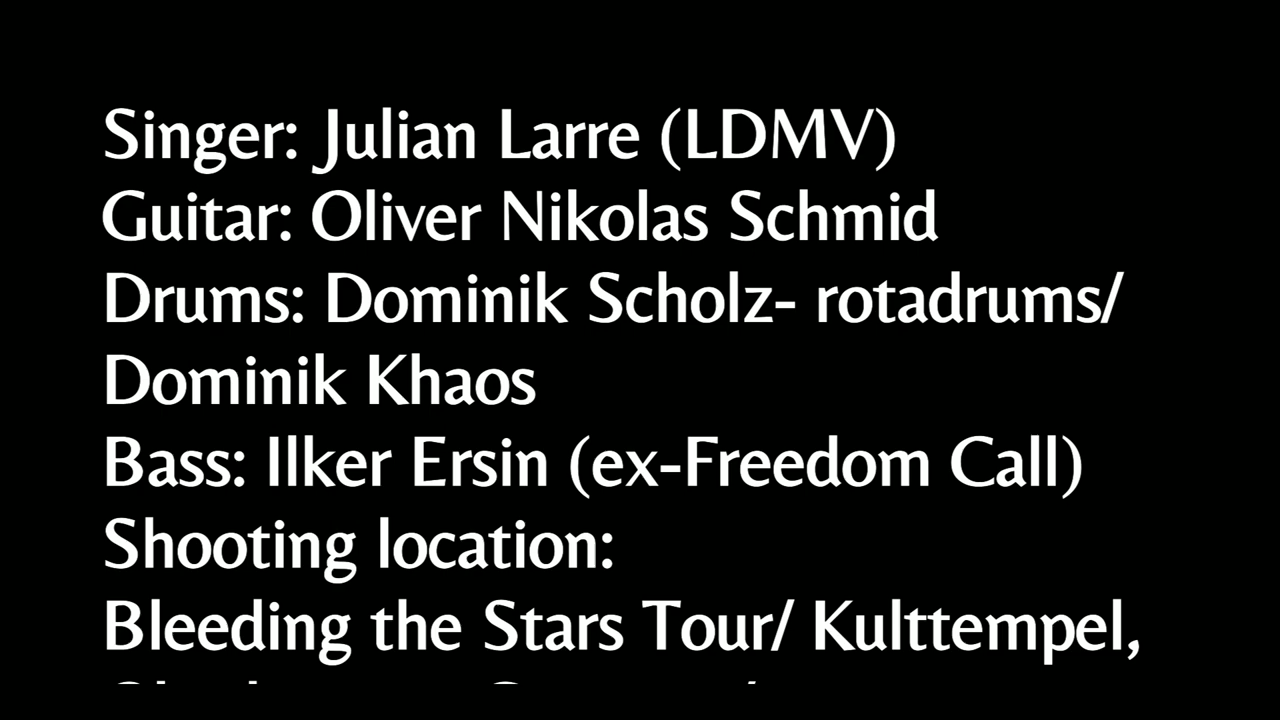 Singer: Julian Larre (LDMV)
Guitar: Oliver Nikolas Schmid
Drums: Dominik Scholz- rotadrums/
Dominik Khaos
Bass: Ilker Ersin (ex-Freedom Call)
Shooting location:
Bleeding the Stars Tour/ Kulttempel,